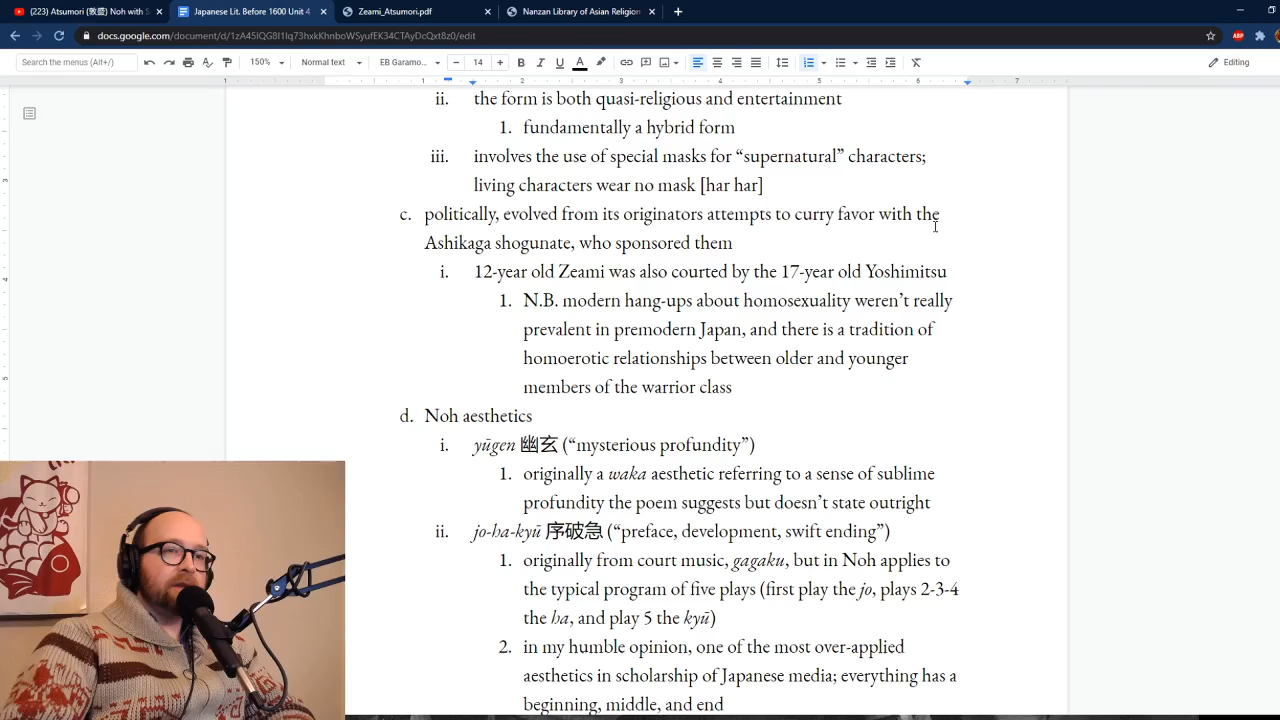 (223) Atsumori (敦盛) Noh with S
Japanese Lit. Before 1600 Unit 4
Zeami_Atsumori.pdf
Nanzan Library of Asian Religion
docs.google.com/document/d/1zA45lQG8I1Iq73hxkKhnboWSyufEK34CTAyDcQxt8z0/edit
ABP
Search the menus (Alt+/)
150%
Normal text
EB Garamo...
14
Editing
ii. the form is both quasi-religious and entertainment
1. fundamentally a hybrid form
iii. involves the use of special masks for “supernatural” characters;
living characters wear no mask [har har]
c. politically, evolved from its originators attempts to curry favor with the
Ashikaga shogunate, who sponsored them
i. 12-year old Zeami was also courted by the 17-year old Yoshimitsu
1. N.B. modern hang-ups about homosexuality weren’t really
prevalent in premodern Japan, and there is a tradition of
homoerotic relationships between older and younger
members of the warrior class
d. Noh aesthetics
i. yūgen 幽玄 (“mysterious profundity”)
1. originally a waka aesthetic referring to a sense of sublime
profundity the poem suggests but doesn’t state outright
ii. jo-ha-kyū 序破急 (“preface, development, swift ending”)
1. originally from court music, gagaku, but in Noh applies to
the typical program of five plays (first play the jo, plays 2-3-4
the ha, and play 5 the kyū)
2. in my humble opinion, one of the most over-applied
aesthetics in scholarship of Japanese media; everything has a
beginning, middle, and end